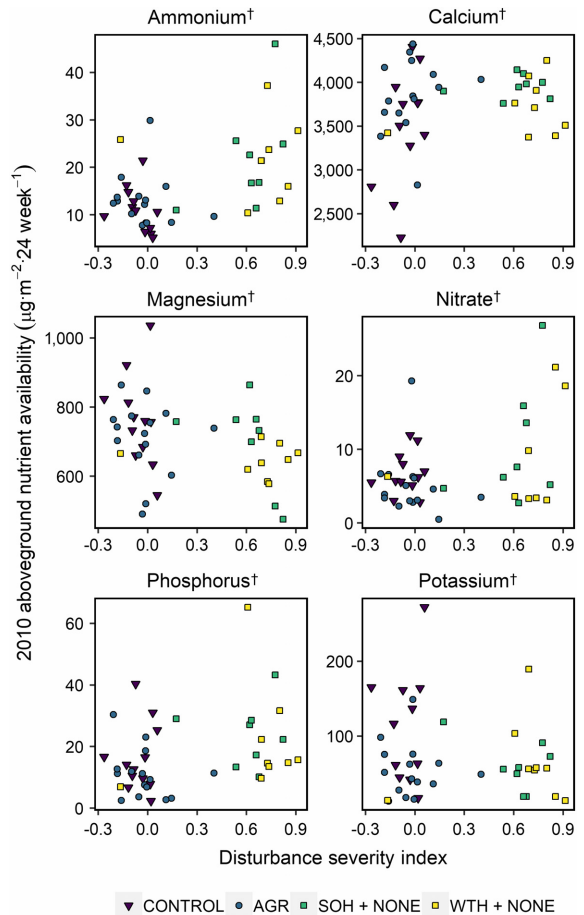 Ammonium†
Calcium†
40
30
20
10
4,500
4,000
3,500
3,000
2,500
-0.3 0.0 0.3 0.6 0.9
-0.3 0.0 0.3 0.6 0.9
Magnesium†
Nitrate†
1,000
800
600
20
10
0
-0.3 0.0 0.3 0.6 0.9
-0.3 0.0 0.3 0.6 0.9
Phosphorus†
Potassium†
60
40
20
0
200
100
-0.3 0.0 0.3 0.6 0.9
-0.3 0.0 0.3 0.6 0.9
2010 aboveground nutrient availability (μg·m⁻²·24 week⁻¹)
Disturbance severity index
CONTROL AGR SOH + NONE WTH + NONE